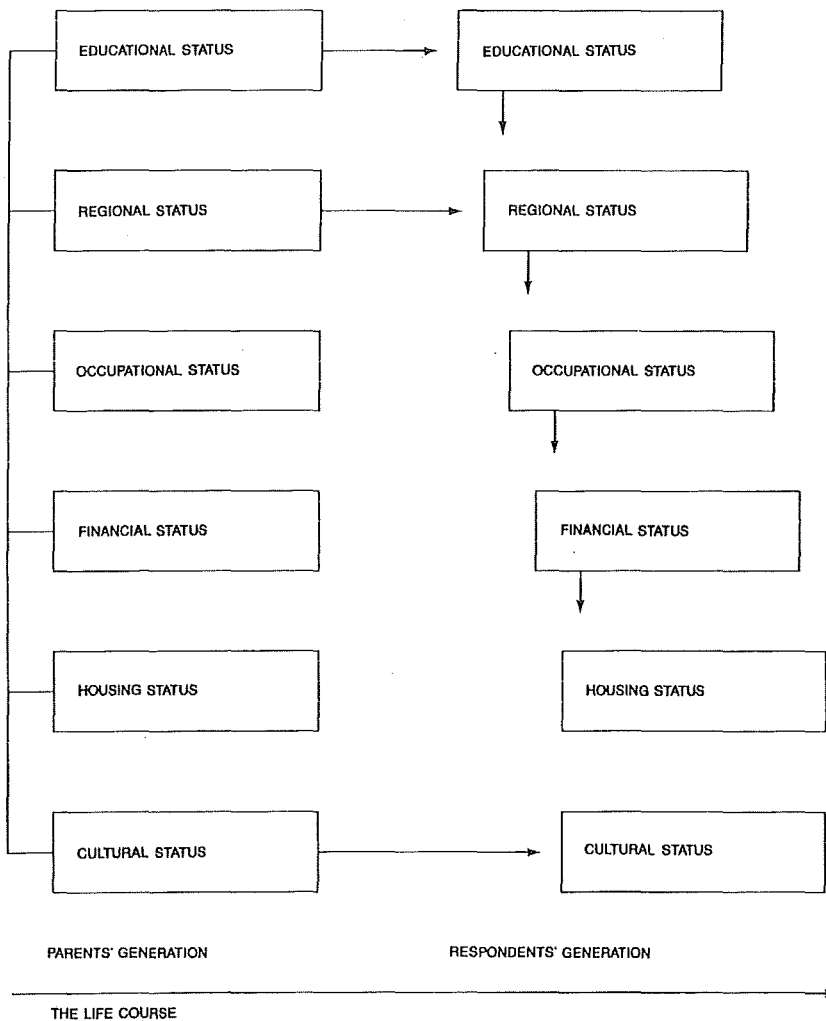 EDUCATIONAL STATUS
EDUCATIONAL STATUS
REGIONAL STATUS
REGIONAL STATUS
OCCUPATIONAL STATUS
OCCUPATIONAL STATUS
FINANCIAL STATUS
FINANCIAL STATUS
HOUSING STATUS
HOUSING STATUS
CULTURAL STATUS
CULTURAL STATUS
PARENTS' GENERATION
RESPONDENTS' GENERATION
THE LIFE COURSE